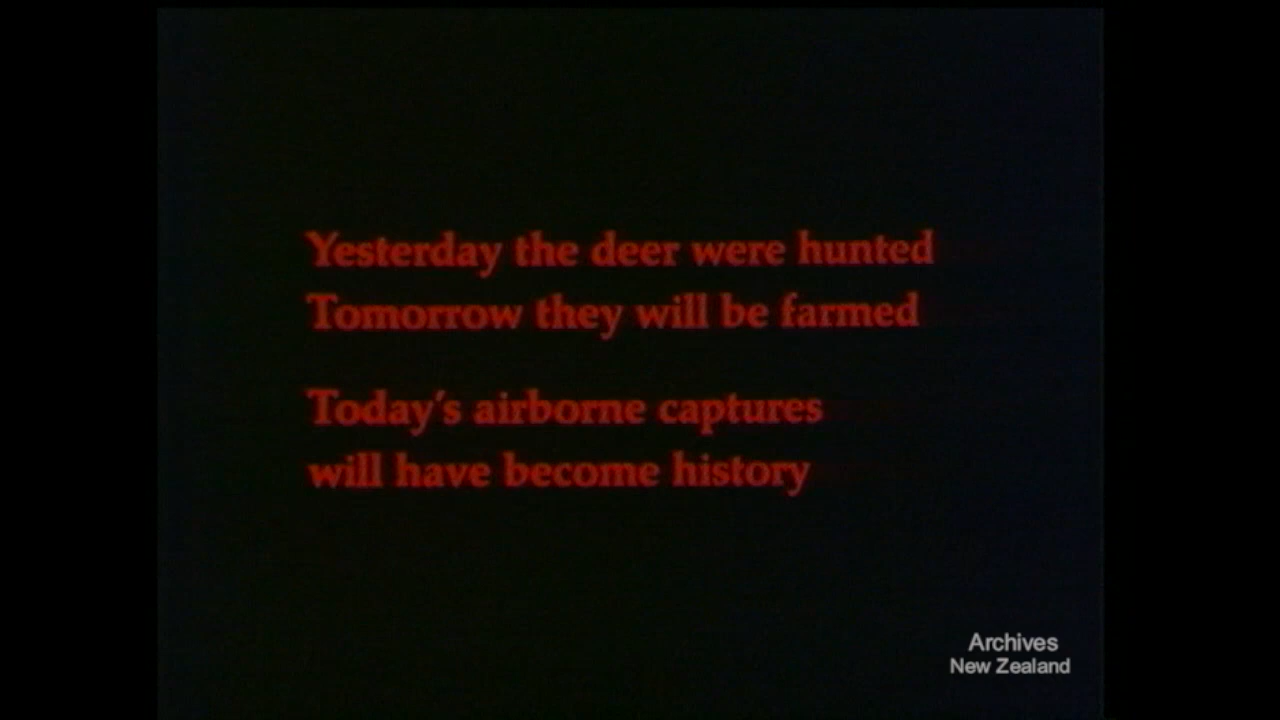 Yesterday the deer were hunted
Tomorrow they will be farmed
Today's airborne captures
will have become history
Archives
New Zealand